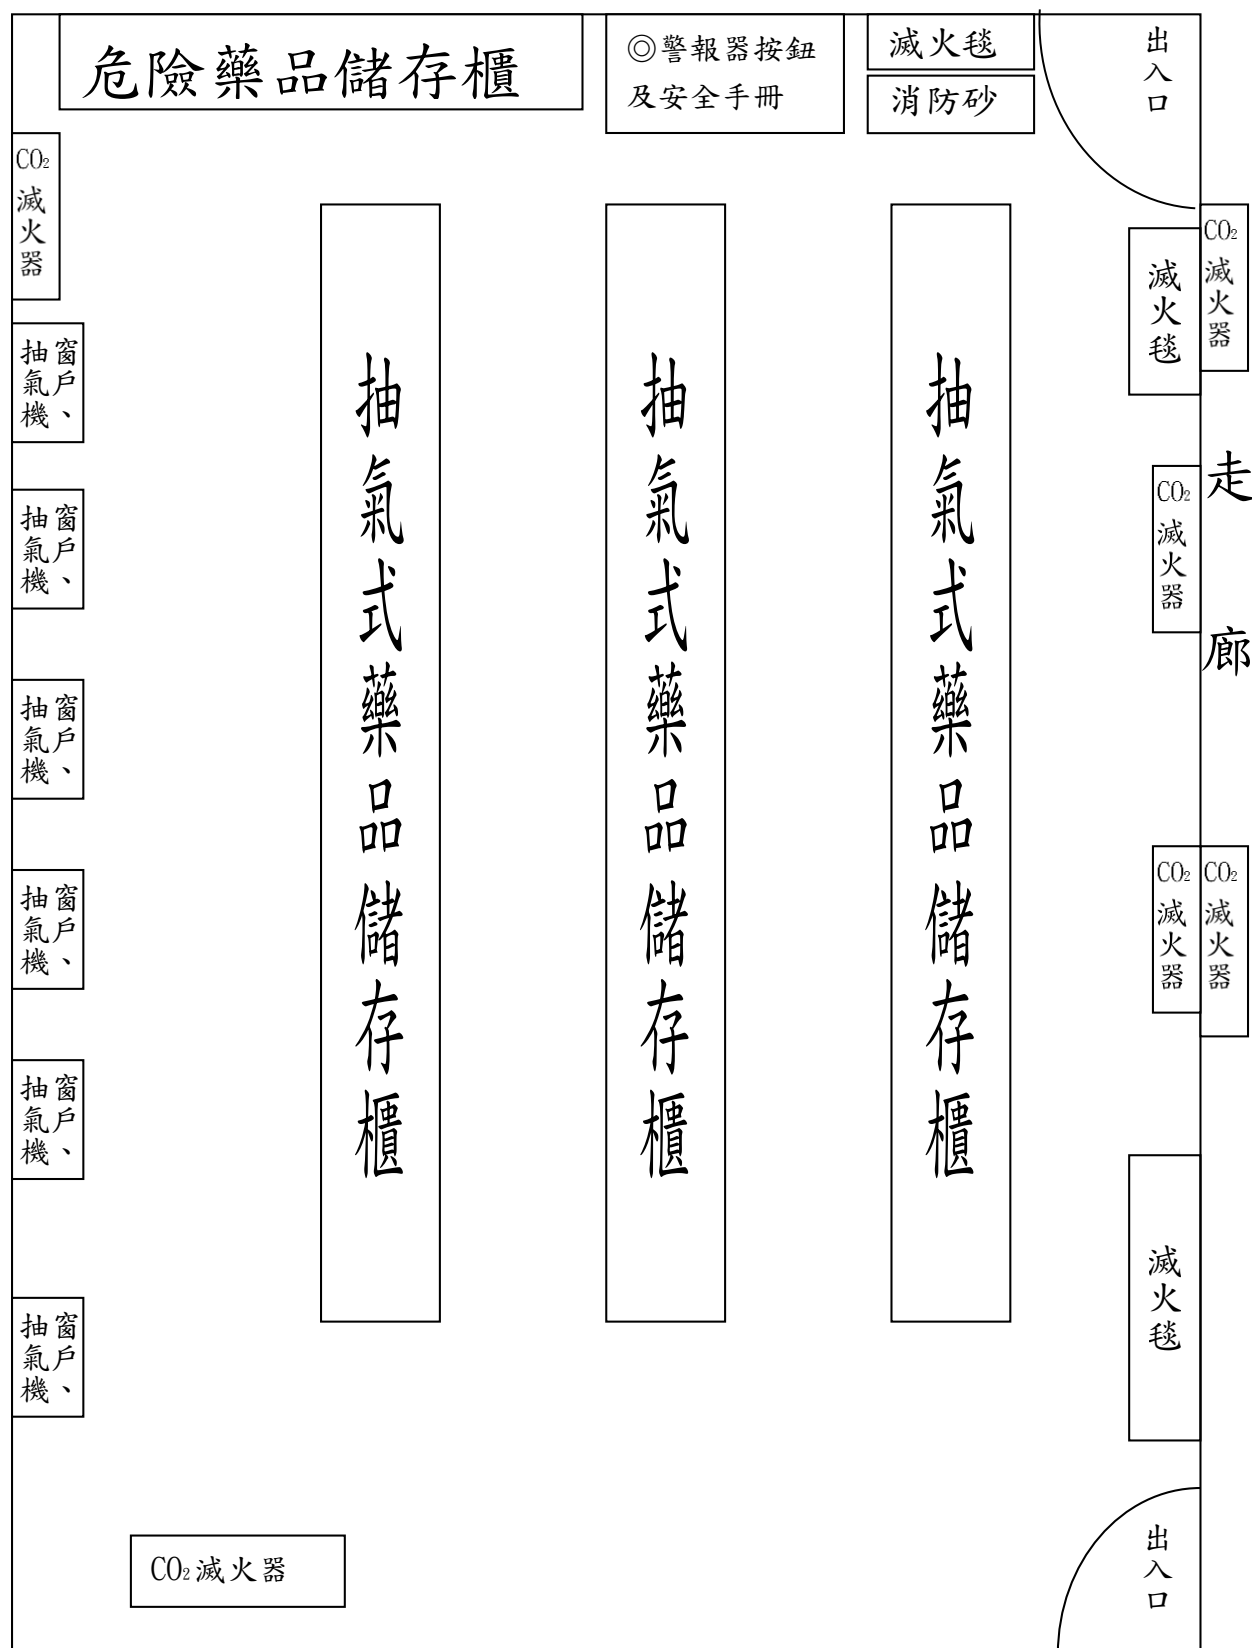 危險藥品儲存櫃
◎警報器按鈕
及安全手冊
滅火毯
消防砂
出入口
CO₂滅火器
CO₂滅火器
滅火毯
窗戶、
抽氣機
抽氣式藥品儲存櫃
抽氣式藥品儲存櫃
抽氣式藥品儲存櫃
走廊
CO₂滅火器
窗戶、
抽氣機
窗戶、
抽氣機
窗戶、
抽氣機
CO₂滅火器
CO₂滅火器
窗戶、
抽氣機
滅火毯
窗戶、
抽氣機
CO₂滅火器
出入口